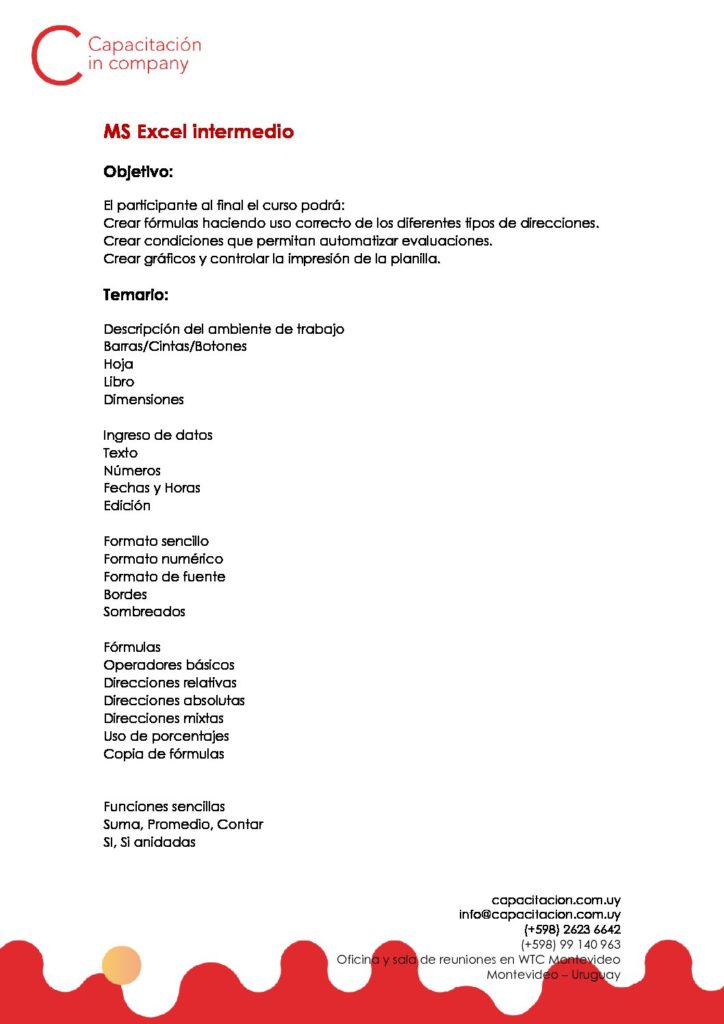 Capacitación
in company
MS Excel intermedio
Objetivo:
El participante al final el curso podrá:
Crear fórmulas haciendo uso correcto de los diferentes tipos de direcciones.
Crear condiciones que permitan automatizar evaluaciones.
Crear gráficos y controlar la impresión de la planilla.
Temario:
Descripción del ambiente de trabajo
Barras/Cintas/Botones
Hoja
Libro
Dimensiones
Ingreso de datos
Texto
Números
Fechas y Horas
Edición
Formato sencillo
Formato numérico
Formato de fuente
Bordes
Sombreados
Fórmulas
Operadores básicos
Direcciones relativas
Direcciones absolutas
Direcciones mixtas
Uso de porcentajes
Copia de fórmulas
Funciones sencillas
Suma, Promedio, Contar
SI, Si anidadas
capacitacion.com.uy
info@capacitacion.com.uy
(+598) 2623 6642
(+598) 99 140 963
Oficina y sala de reuniones en WTC Montevideo
Montevideo – Uruguay